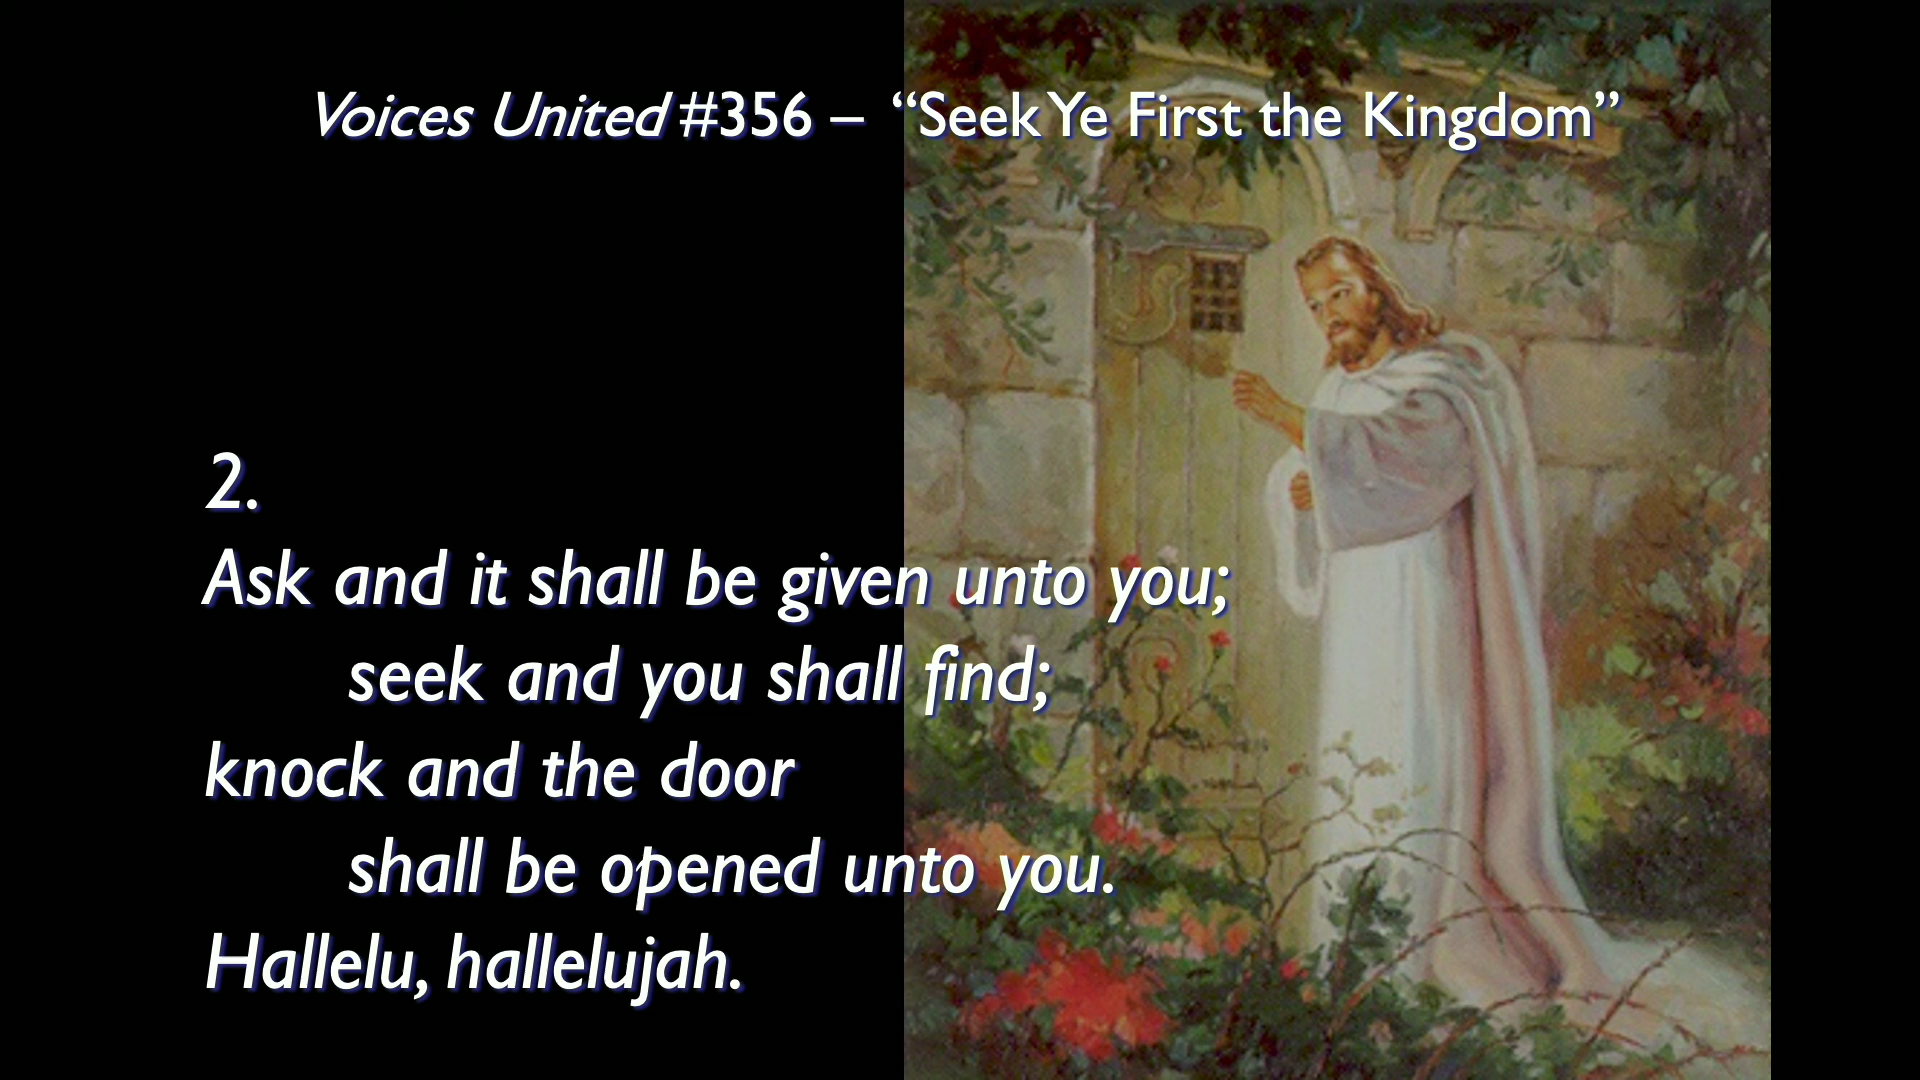 Voices United #356 – “Seek Ye First the Kingdom”
2.
Ask and it shall be given unto you;
seek and you shall find;
knock and the door
shall be opened unto you.
Hallelu, hallelujah.